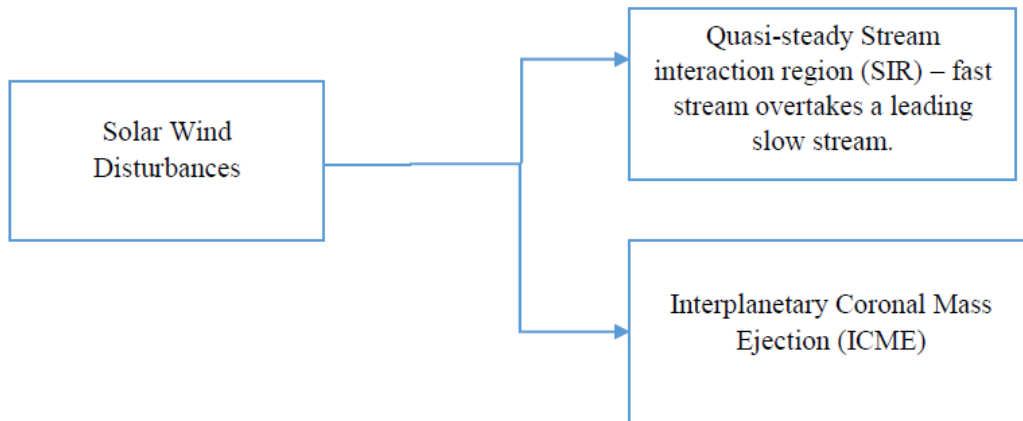 Solar Wind
Disturbances
Quasi-steady Stream
interaction region (SIR) – fast
stream overtakes a leading
slow stream.
Interplanetary Coronal Mass
Ejection (ICME)